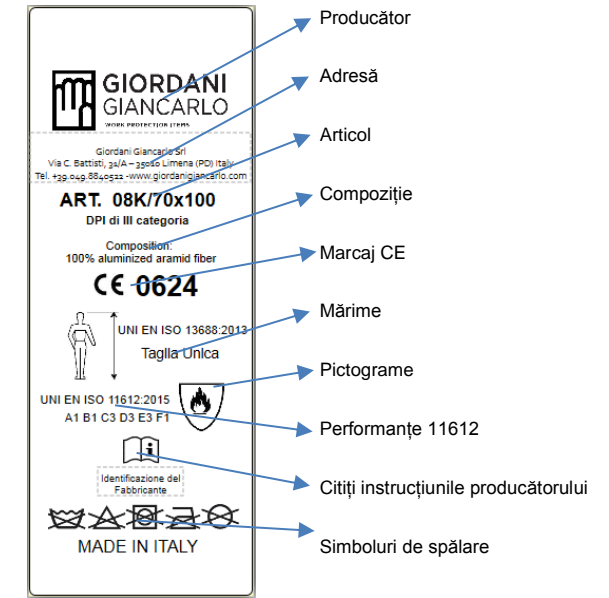 GIORDANI
GIANCARLO
WORK PROTECTION ITEMS
Giordani Giancarlo Srl
Via C. Battisti, 31/A – 35010 Limena (PD) Italy
Tel. +39.049.8840522 -www.giordanigiancarlo.com
ART. 08K/70x100
DPI di III categoria
Composition:
100% aluminized aramid fiber
CE 0624
UNI EN ISO 13688:2013
Taglia Unica
UNI EN ISO 11612:2015
A1 B1 C3 D3 E3 F1
i
Identificazione del
Fabbricante
MADE IN ITALY
Producător
Adresă
Articol
Compoziție
Marcaj CE
Mărime
Pictograme
Performanțe 11612
Citiți instrucțiunile producătorului
Simboluri de spălare